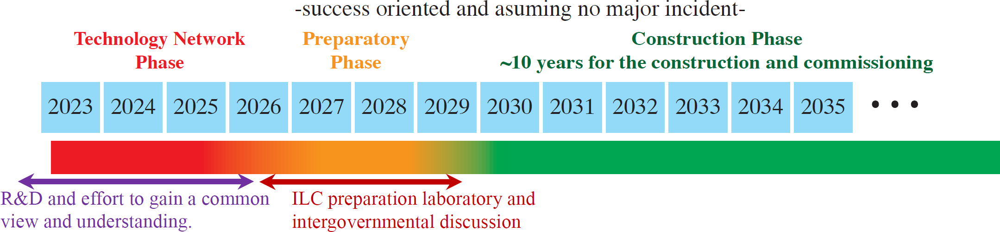 -success oriented and asuming no major incident-
Technology Network
Phase
Preparatory
Phase
Construction Phase
~10 years for the construction and commissioning
2023 2024 2025 2026 2027 2028 2029 2030 2031 2032 2033 2034 2035 • • •
R&D and effort to gain a common
view and understanding.
ILC preparation laboratory and
intergovernmental discussion